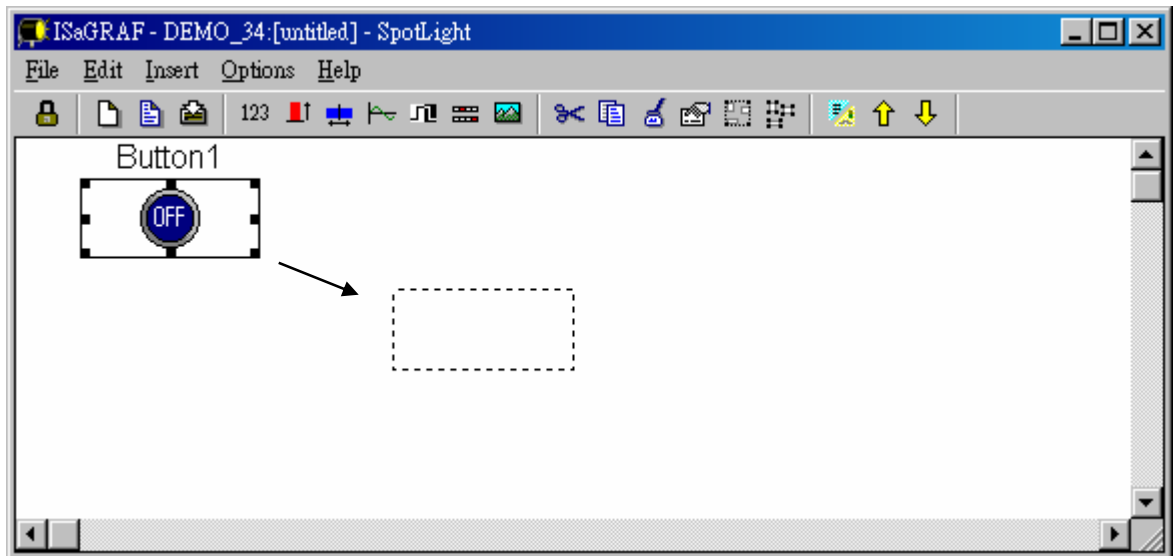 ISaGRAF - DEMO_34:[untitled] - SpotLight
File Edit Insert Options Help
123
Button1
OFF